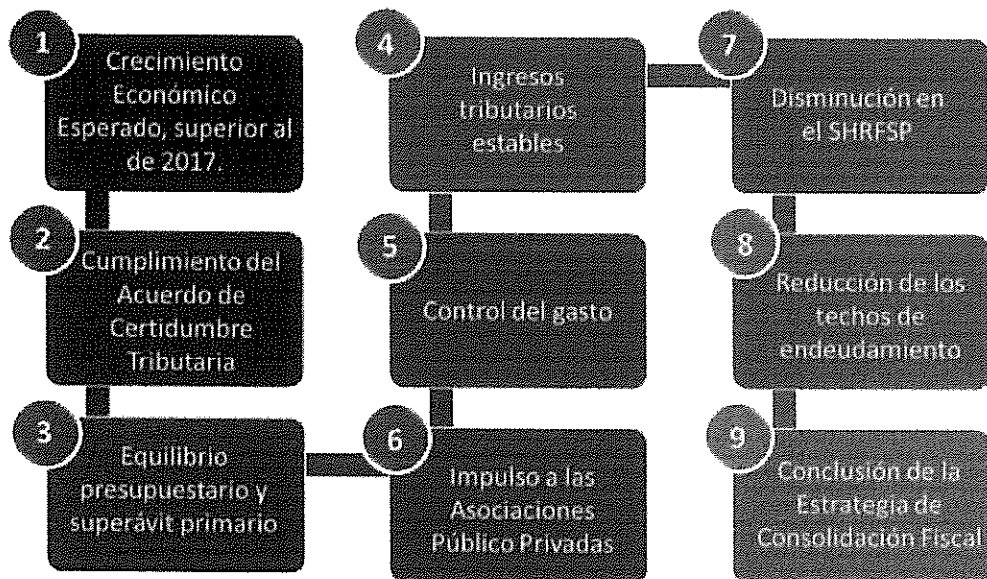 1
Crecimiento
Económico
Esperado, superior al
de 2017.
2
Cumplimiento del
Acuerdo de
Certidumbre
Tributaria
3
Equilibrio
presupuestario y
superávit primario
4
Ingresos
tributarios
estables
5
Control del gasto
6
Impulso a las
Asociaciones
Público Privadas
7
Disminución en
el SHRFSP
8
Reducción de los
techos de
endeudamiento
9
Conclusión de la
Estrategia de
Consolidación Fiscal